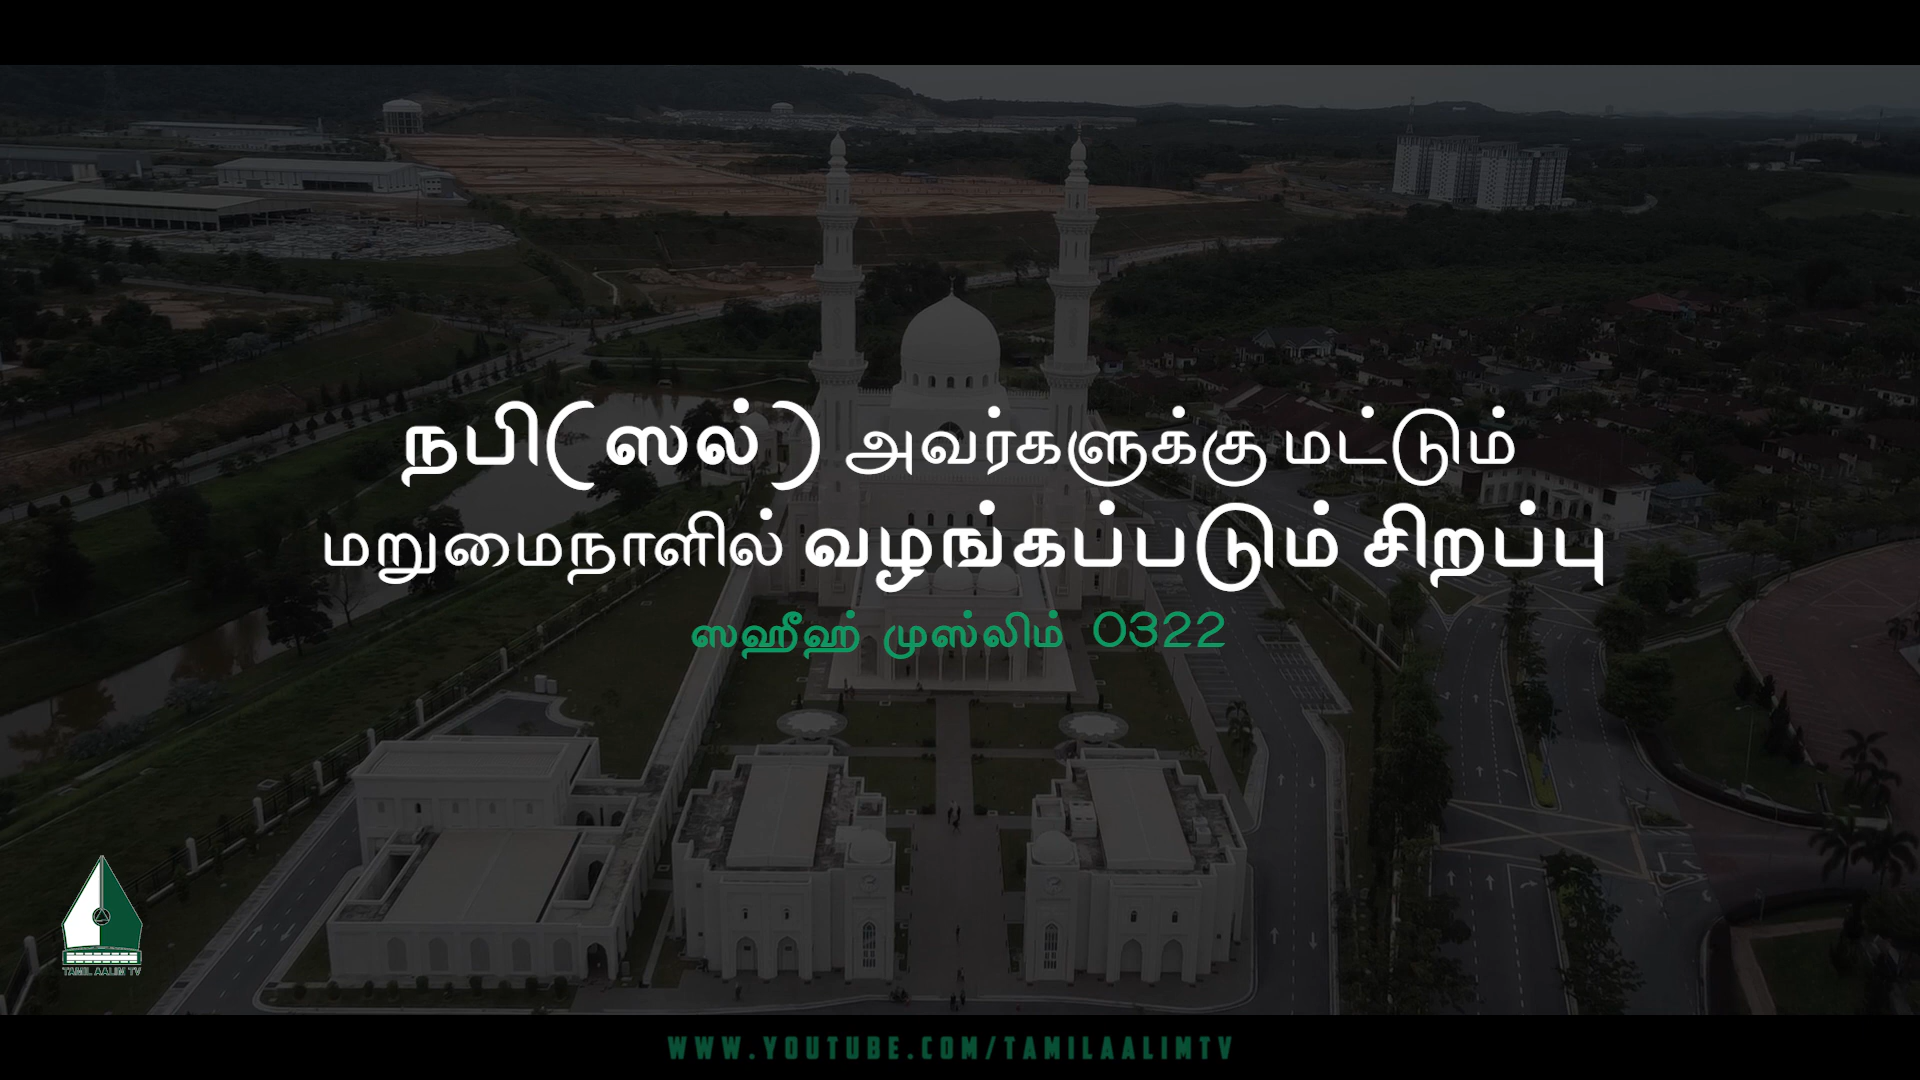 நபி( ஸல் ) அவர்களுக்கு மட்டும்
மறுமைநாளில் வழங்கப்படும் சிறப்பு
ஸஹீஹ் முஸ்லிம் 0322
TAMIL AALIM TV
WWW.YOUTUBE.COM/TAMILAALIMTV